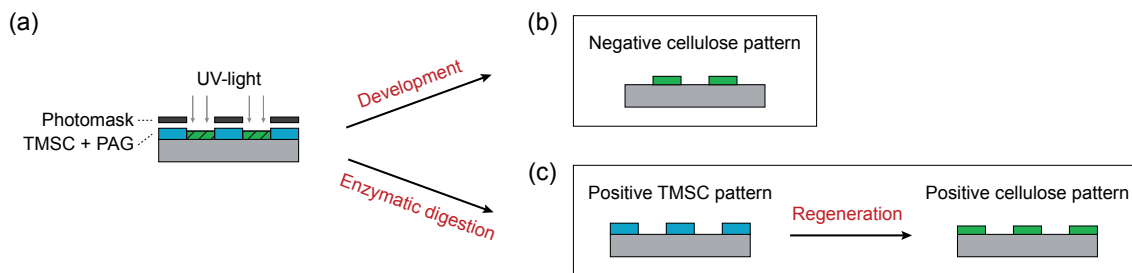 (a)
UV-light
Photomask
TMSC + PAG
Development
Enzymatic digestion
(b)
Negative cellulose pattern
(c)
Positive TMSC pattern
Regeneration
Positive cellulose pattern